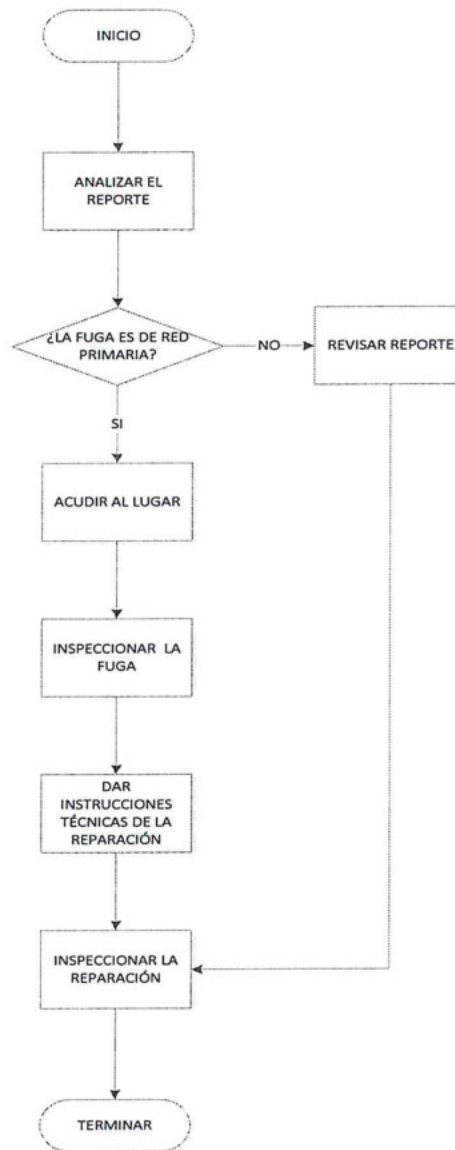 INICIO
ANALIZAR EL
REPORTE
¿LA FUGA ES DE RED
PRIMARIA?
NO
REVISAR REPORTE
SI
ACUDIR AL LUGAR
INSPECCIONAR LA
FUGA
DAR
INSTRUCCIONES
TÉCNICAS DE LA
REPARACIÓN
INSPECCIONAR LA
REPARACIÓN
TERMINAR